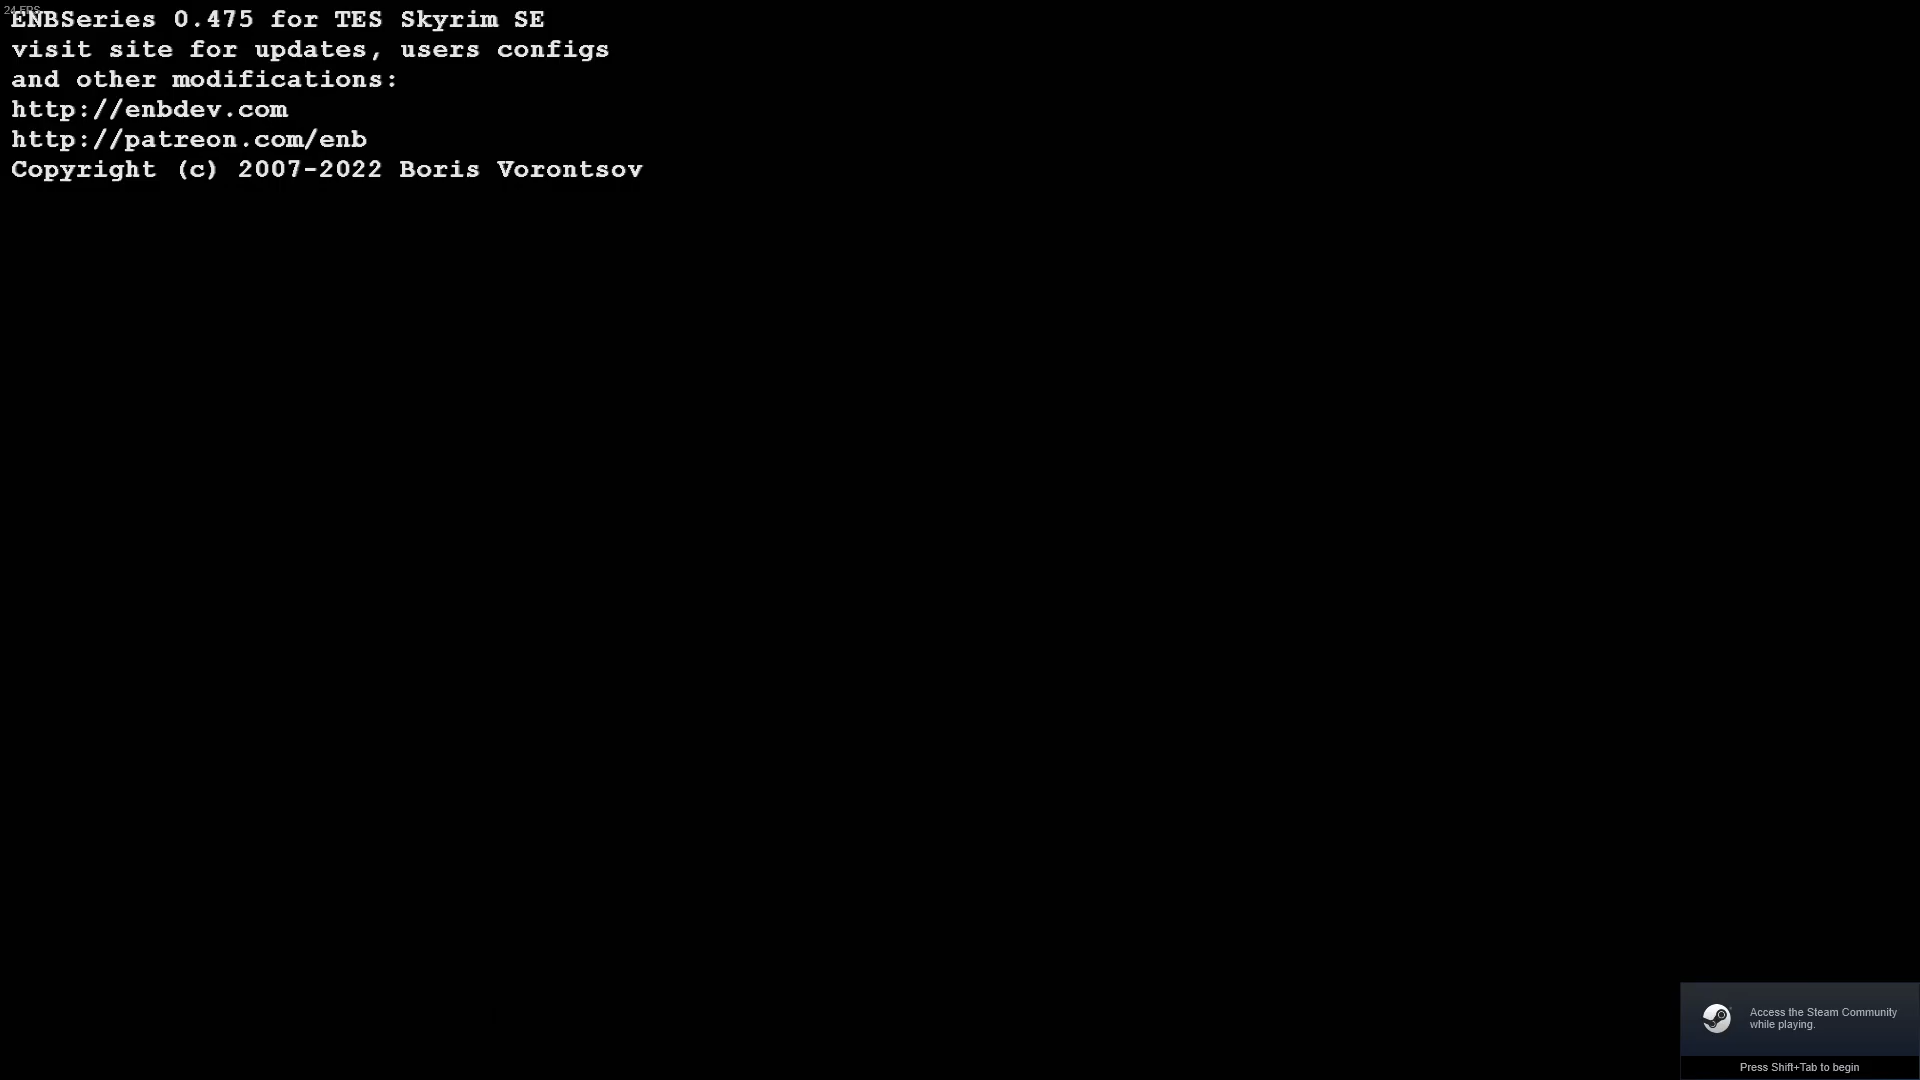 24 FPS
ENBSeries 0.475 for TES Skyrim SE
visit site for updates, users configs
and other modifications:
http://enbdev.com
http://patreon.com/enb
Copyright (c) 2007-2022 Boris Vorontsov
Access the Steam Community
while playing.
Press Shift+Tab to begin